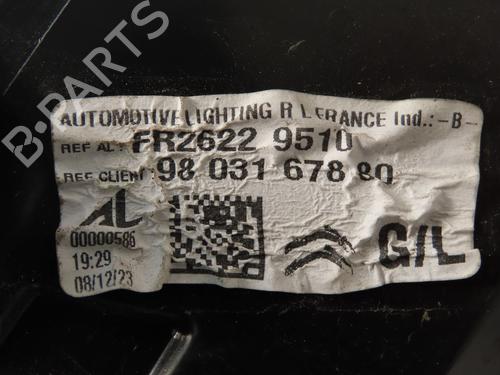 B-PARTS
AUTOMOTIVE LIGHTING R L FRANCE Ind.: -B-
REF AL: FR2622 9510
REF CLIENT: 98 031 678 80
AL
00000586
19:29
08/12/23
G/L